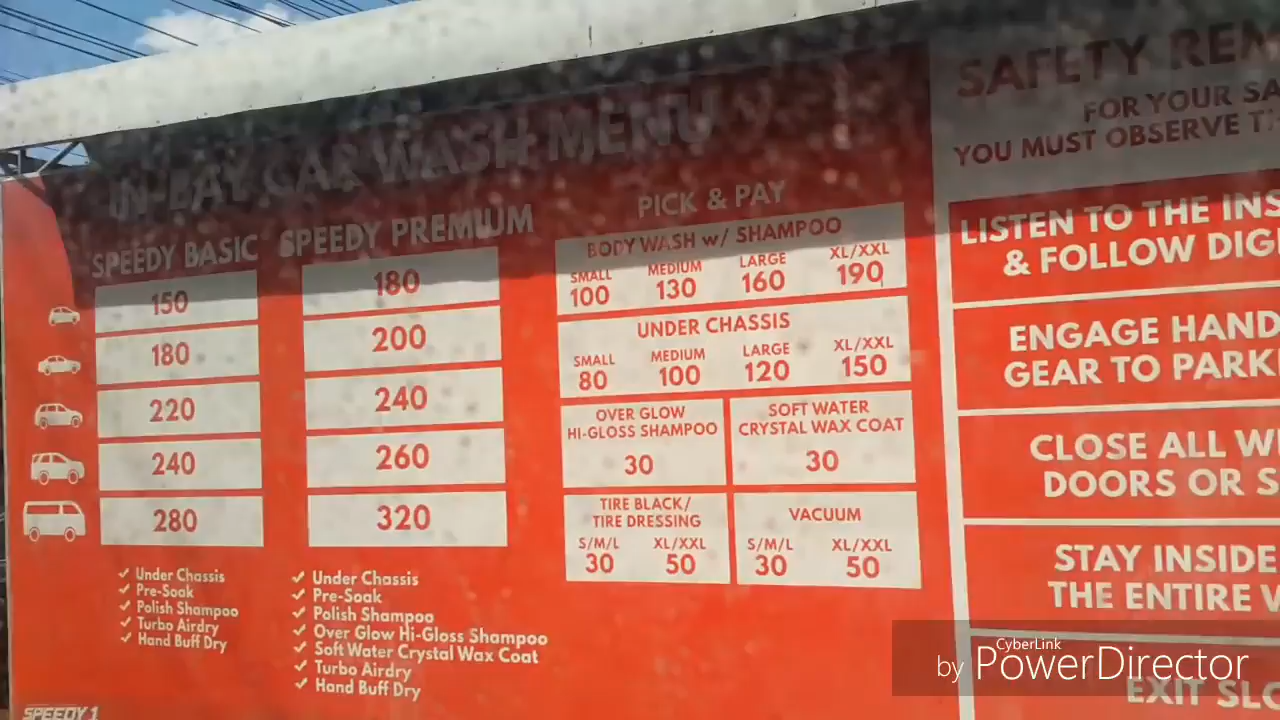 IN-BAY CAR WASH MENU
SPEEDY BASIC
150
180
220
240
280
✓ Under Chassis
✓ Pre-Soak
✓ Polish Shampoo
✓ Turbo Airdry
✓ Hand Buff Dry
SPEEDY PREMIUM
180
200
240
260
320
✓ Under Chassis
✓ Pre-Soak
✓ Polish Shampoo
✓ Over Glow Hi-Gloss Shampoo
✓ Soft Water Crystal Wax Coat
✓ Turbo Airdry
✓ Hand Buff Dry
PICK & PAY
BODY WASH w/ SHAMPOO
SMALL MEDIUM LARGE XL/XXL
100 130 160 190
UNDER CHASSIS
SMALL MEDIUM LARGE XL/XXL
80 100 120 150
OVER GLOW
HI-GLOSS SHAMPOO
30
SOFT WATER
CRYSTAL WAX COAT
30
TIRE BLACK/
TIRE DRESSING
S/M/L XL/XXL
30 50
VACUUM
S/M/L XL/XXL
30 50
SAFETY REM
FOR YOUR SA
YOU MUST OBSERVE T
LISTEN TO THE INS
& FOLLOW DIGI
ENGAGE HAND
GEAR TO PARK
CLOSE ALL WI
DOORS OR S
STAY INSIDE
THE ENTIRE W
EXIT SLO
SPEEDY 1
CyberLink
by PowerDirector